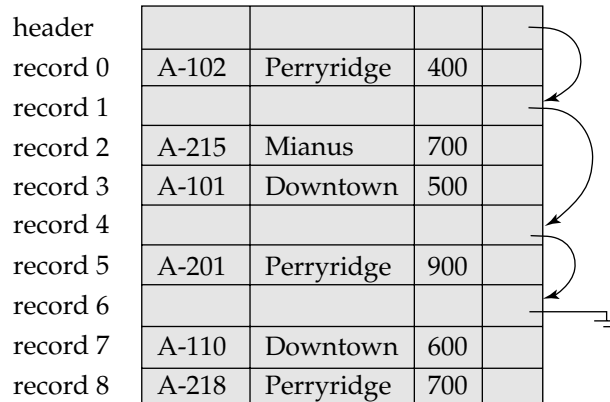 header
record 0 A-102 Perryridge 400
record 1
record 2 A-215 Mianus 700
record 3 A-101 Downtown 500
record 4
record 5 A-201 Perryridge 900
record 6
record 7 A-110 Downtown 600
record 8 A-218 Perryridge 700